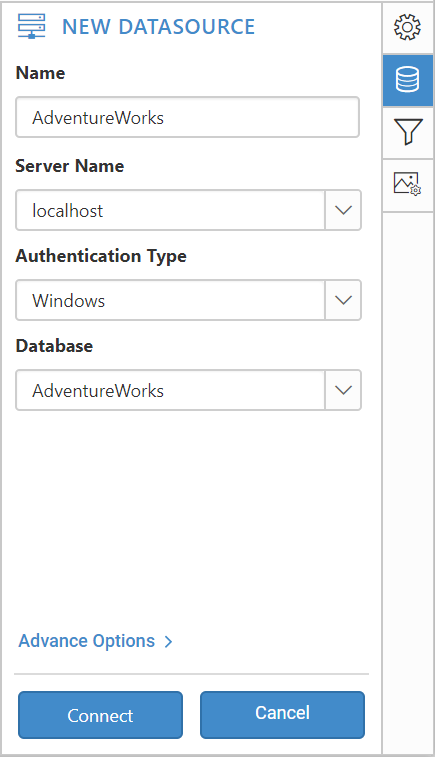 NEW DATASOURCE
Name
AdventureWorks
Server Name
localhost
Authentication Type
Windows
Database
AdventureWorks
Advance Options
Connect
Cancel